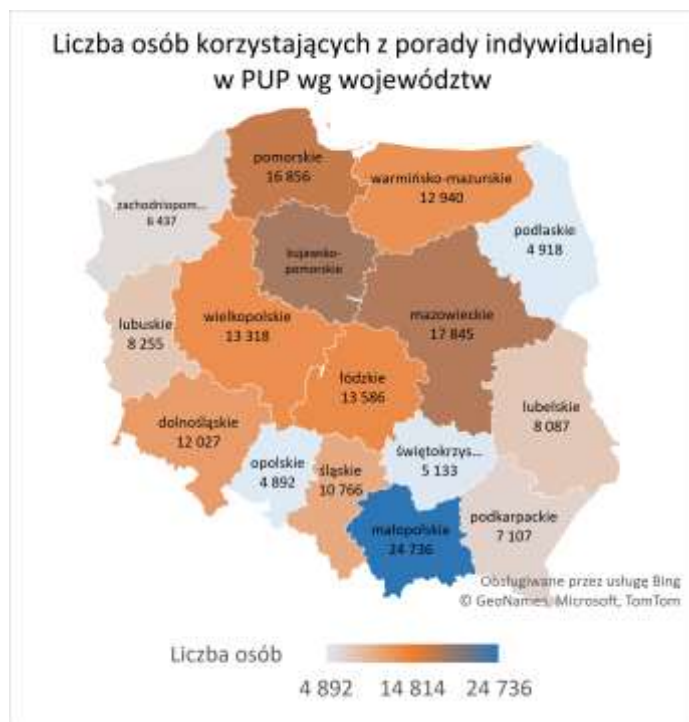 Liczba osób korzystających z porady indywidualnej
w PUP wg województw
pomorskie
16 856
warmińsko-mazurskie
12 940
zachodniopom...
6 437
podlaskie
4 918
kujawsko-
pomorskie
mazowieckie
17 845
wielkopolskie
13 318
lubuskie
8 255
łódzkie
13 586
lubelskie
8 087
dolnośląskie
12 027
opolskie
4 892
śląskie
10 766
świętokrzys...
5 133
małopolskie
24 736
podkarpackie
7 107
Obsługiwane przez usługę Bing
© GeoNames, Microsoft, TomTom
Liczba osób
4 892 14 814 24 736